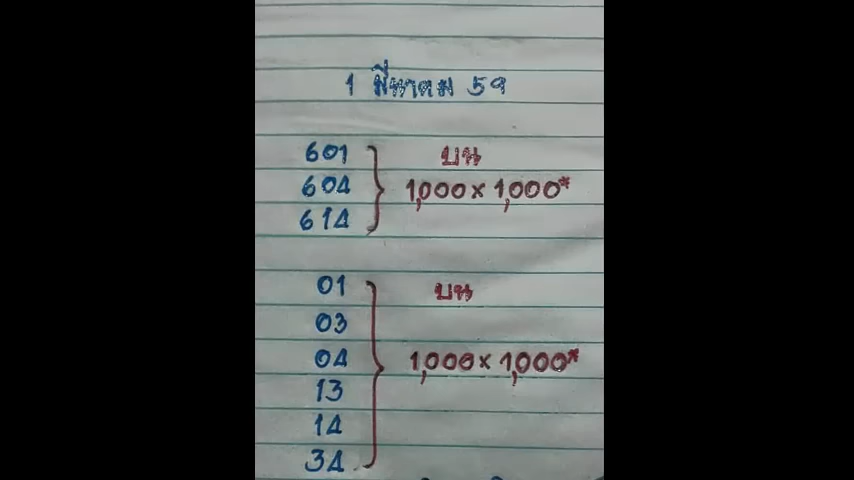 1 มีนาคม 59
601 บน
604 1,000 x 1,000*
614
01 บน
03
04 1,000 x 1,000*
13
14
34